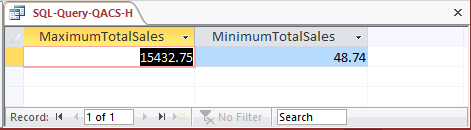 SQL-Query-QACS-H
MaximumTotalSales MinimumTotalSales
15432.75 48.74
Record: 1 of 1 No Filter Search